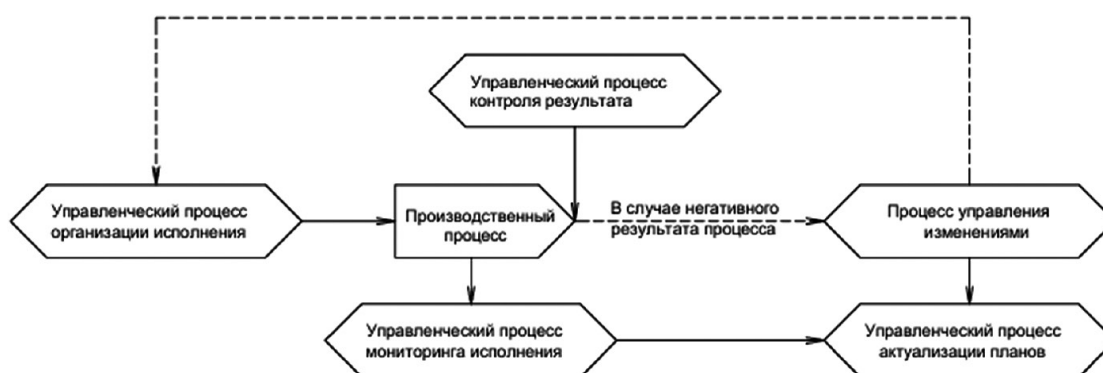 Управленческий процесс
контроля результата
Управленческий процесс
организации исполнения
Производственный
процесс
В случае негативного
результата процесса
Процесс управления
изменениями
Управленческий процесс
мониторинга исполнения
Управленческий процесс
актуализации планов